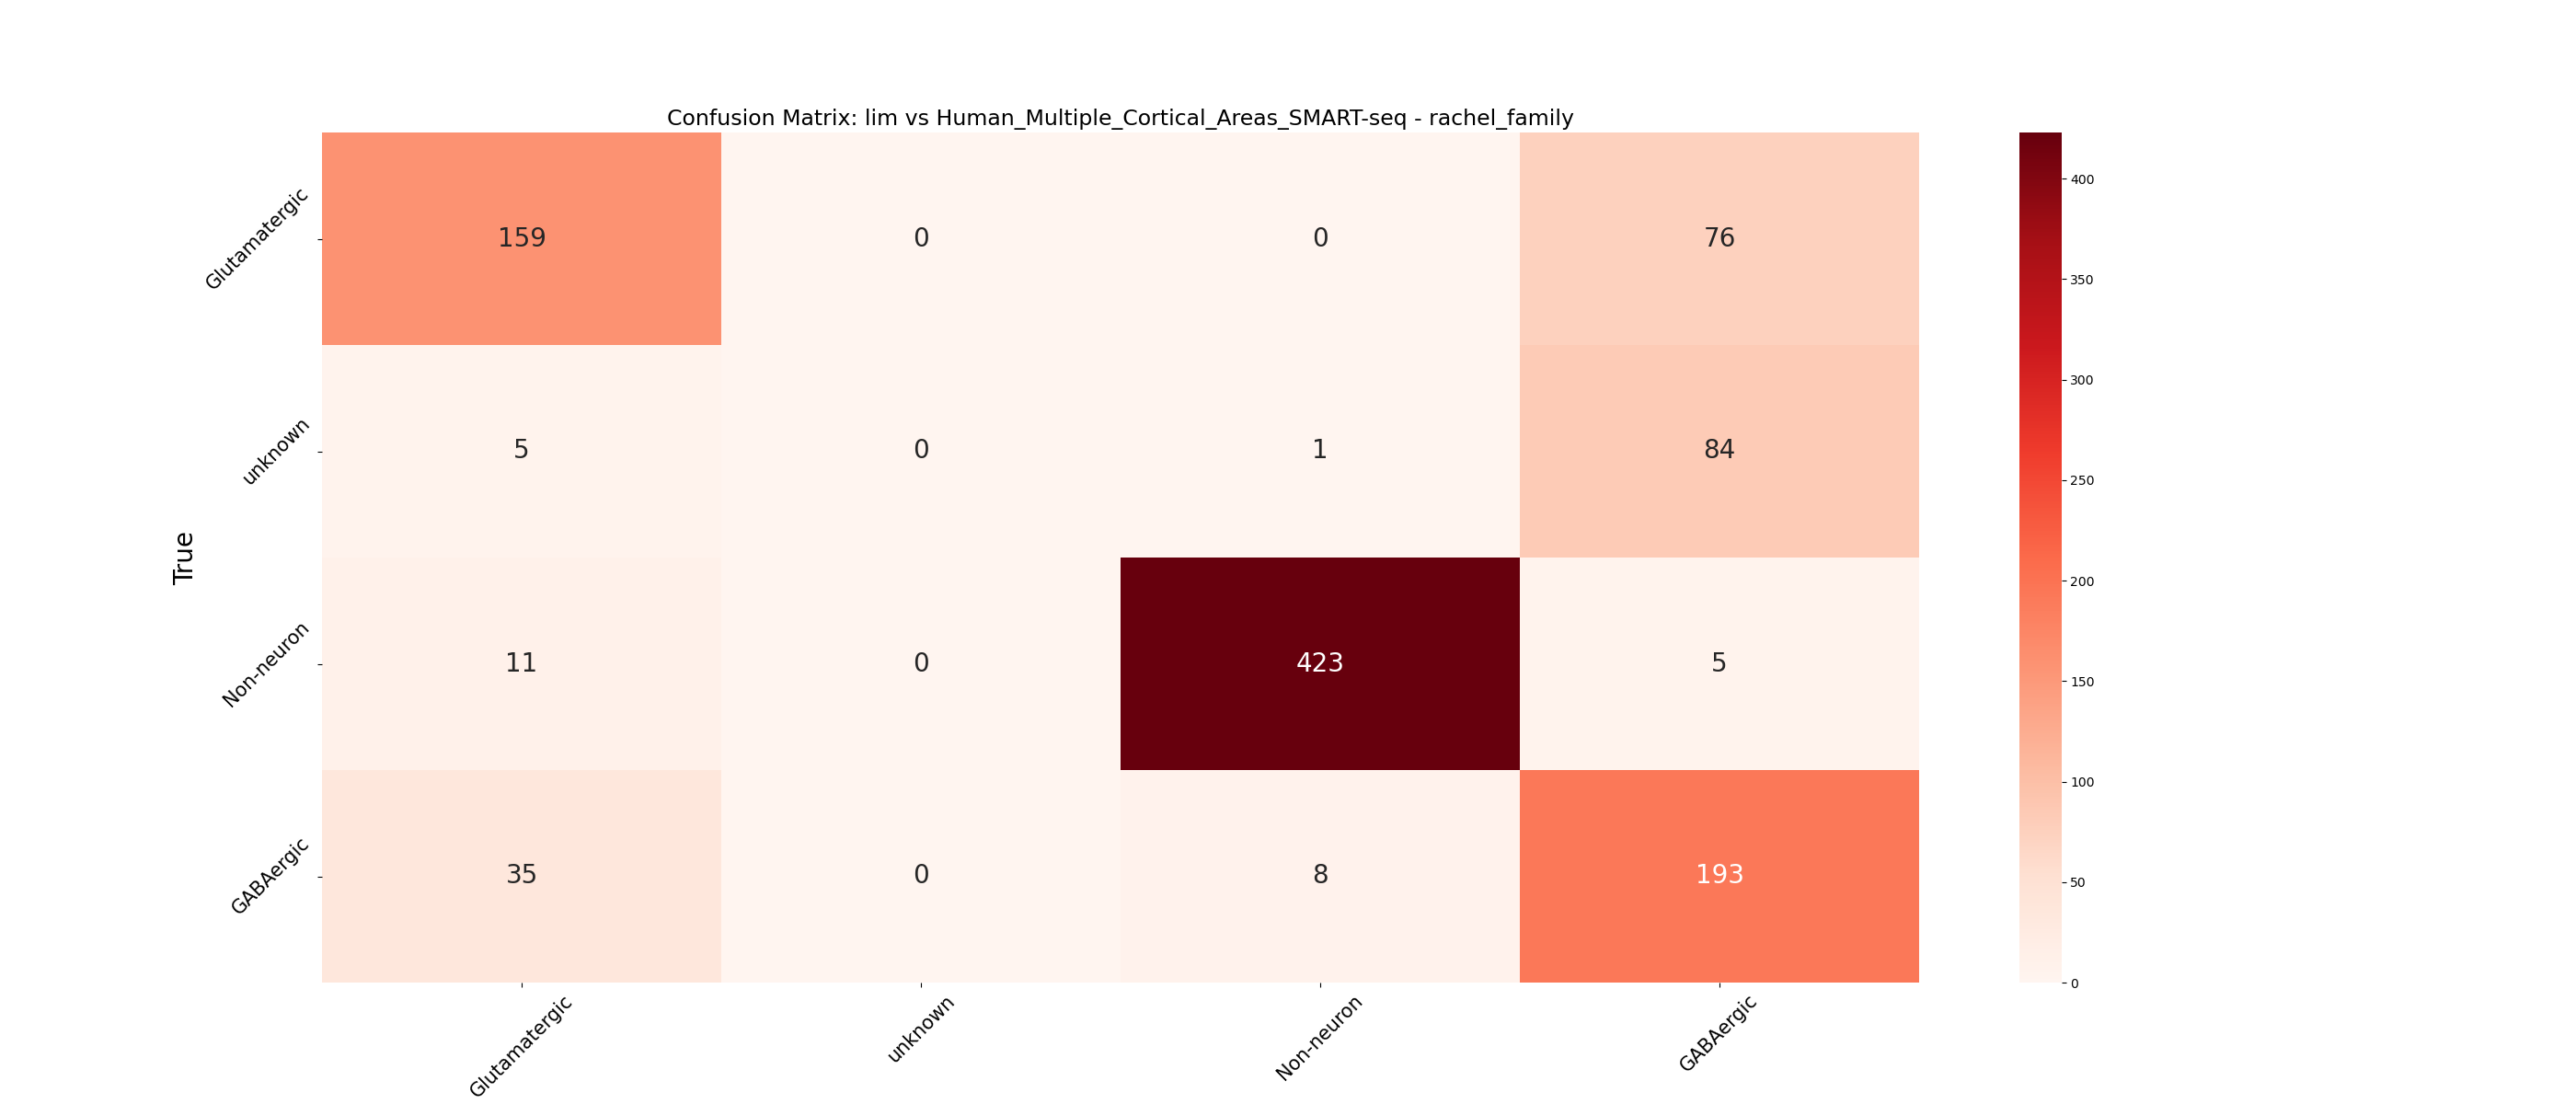 Confusion Matrix: lim vs Human_Multiple_Cortical_Areas_SMART-seq - rachel_family
True
Glutamatergic
159
0
0
76
unknown
5
0
1
84
Non-neuron
11
0
423
5
GABAergic
35
0
8
193
Glutamatergic
unknown
Non-neuron
GABAergic
400
350
300
250
200
150
100
50
0